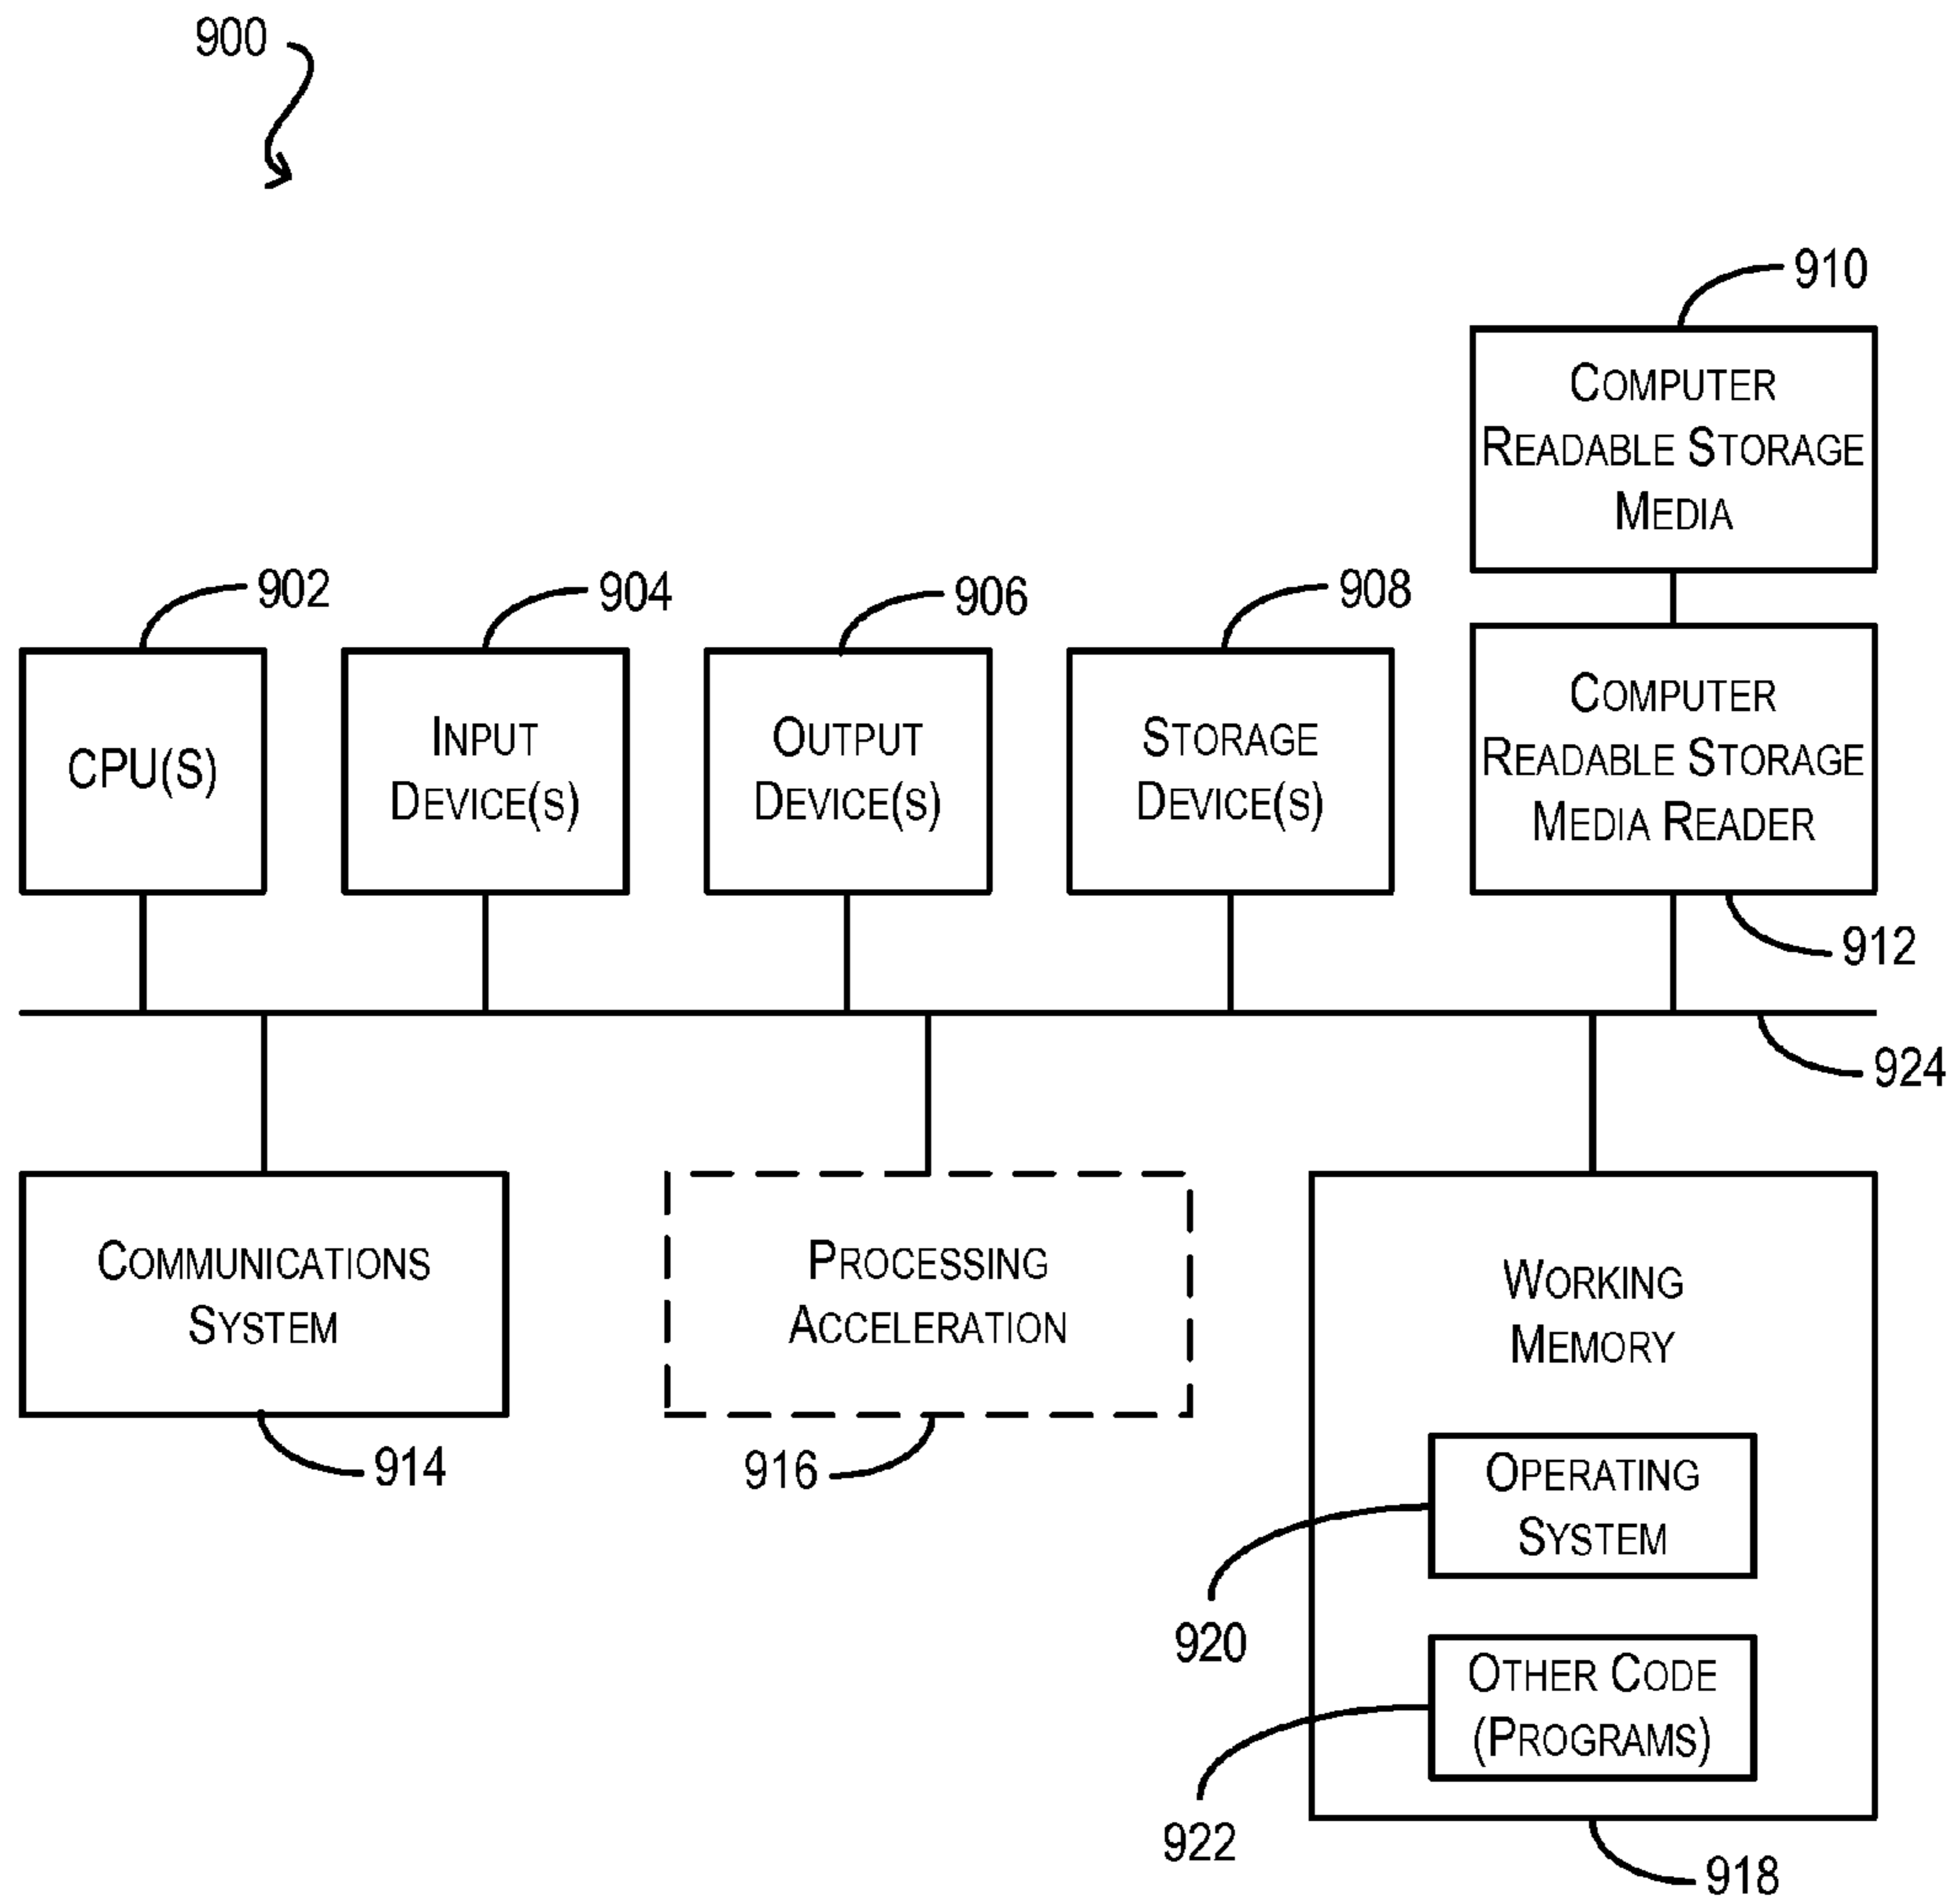 900
910
COMPUTER
READABLE STORAGE
MEDIA
902
904
906
908
CPU(S)
INPUT
DEVICE(S)
OUTPUT
DEVICE(S)
STORAGE
DEVICE(S)
COMPUTER
READABLE STORAGE
MEDIA READER
912
924
COMMUNICATIONS
SYSTEM
914
PROCESSING
ACCELERATION
916
WORKING
MEMORY
OPERATING
SYSTEM
920
OTHER CODE
(PROGRAMS)
922
918